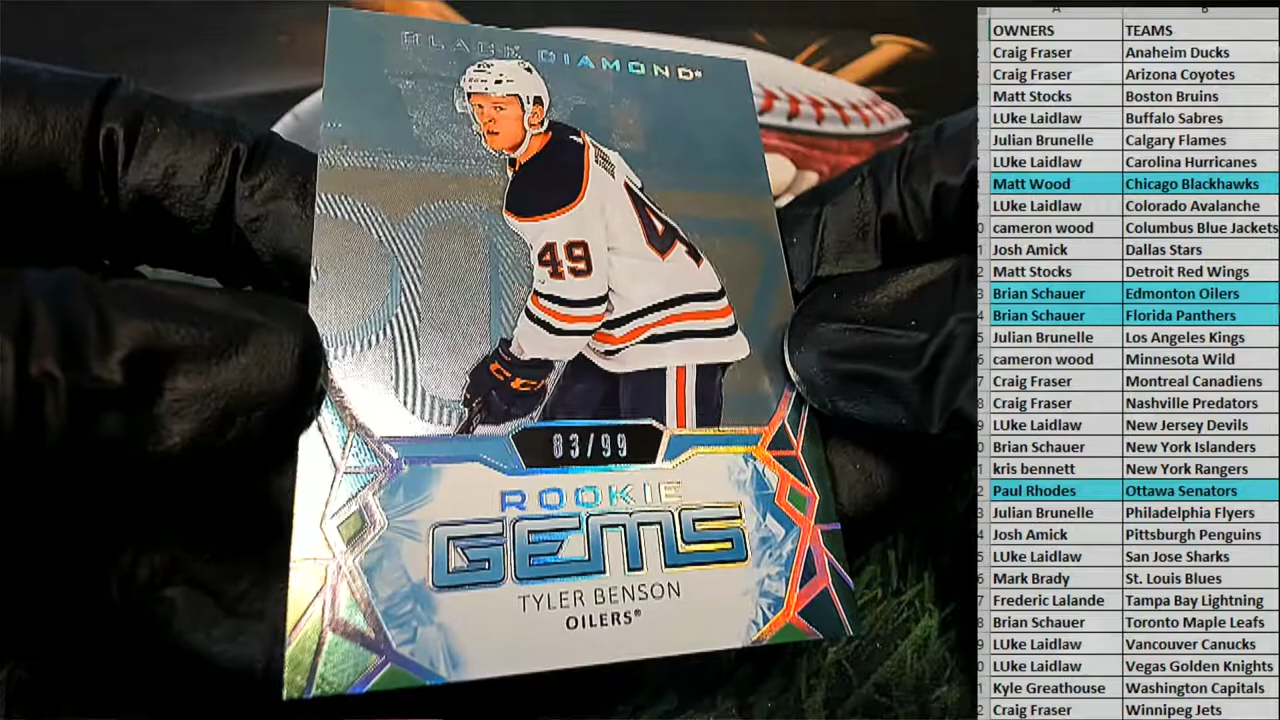 BLACK DIAMOND®
49
4
83/99
ROOKIE
GEMS
TYLER BENSON
OILERS®
A B
OWNERS TEAMS
Craig Fraser Anaheim Ducks
Craig Fraser Arizona Coyotes
Matt Stocks Boston Bruins
LUke Laidlaw Buffalo Sabres
Julian Brunelle Calgary Flames
LUke Laidlaw Carolina Hurricanes
Matt Wood Chicago Blackhawks
LUke Laidlaw Colorado Avalanche
cameron wood Columbus Blue Jackets
Josh Amick Dallas Stars
Matt Stocks Detroit Red Wings
Brian Schauer Edmonton Oilers
Brian Schauer Florida Panthers
Julian Brunelle Los Angeles Kings
cameron wood Minnesota Wild
Craig Fraser Montreal Canadiens
Craig Fraser Nashville Predators
LUke Laidlaw New Jersey Devils
Brian Schauer New York Islanders
kris bennett New York Rangers
Paul Rhodes Ottawa Senators
Julian Brunelle Philadelphia Flyers
Josh Amick Pittsburgh Penguins
LUke Laidlaw San Jose Sharks
Mark Brady St. Louis Blues
Frederic Lalande Tampa Bay Lightning
Brian Schauer Toronto Maple Leafs
LUke Laidlaw Vancouver Canucks
LUke Laidlaw Vegas Golden Knights
Kyle Greathouse Washington Capitals
Craig Fraser Winnipeg Jets